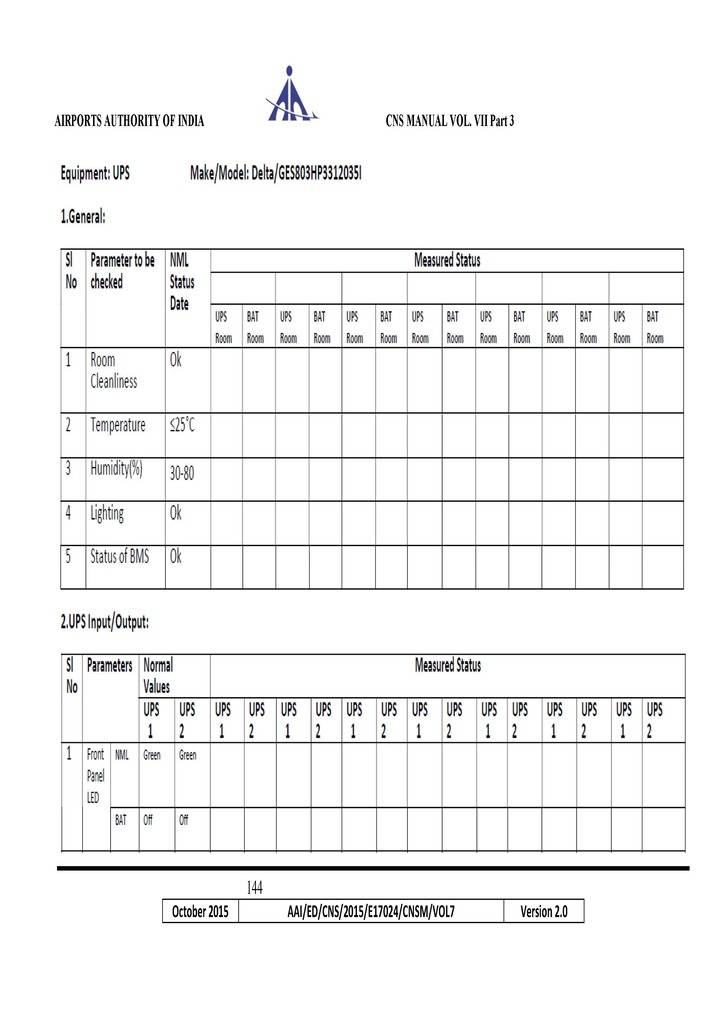 AIRPORTS AUTHORITY OF INDIA CNS MANUAL VOL. VII Part 3
Equipment: UPS Make/Model: Delta/GES803HP3312035I
1.General:
Sl No Parameter to be checked NML Status Date Measured Status
UPS Room BAT Room UPS Room BAT Room UPS Room BAT Room UPS Room BAT Room UPS Room BAT Room UPS Room BAT Room UPS Room BAT Room
1 Room Cleanliness Ok
2 Temperature ≤25°C
3 Humidity(%) 30-80
4 Lighting Ok
5 Status of BMS Ok
2.UPS Input/Output:
Sl No Parameters Normal Values Measured Status
UPS 1 UPS 2 UPS 1 UPS 2 UPS 1 UPS 2 UPS 1 UPS 2 UPS 1 UPS 2 UPS 1 UPS 2 UPS 1 UPS 2 UPS 1 UPS 2
1 Front Panel LED NML Green Green
BAT Off Off
144
October 2015 AAI/ED/CNS/2015/E17024/CNSM/VOL7 Version 2.0